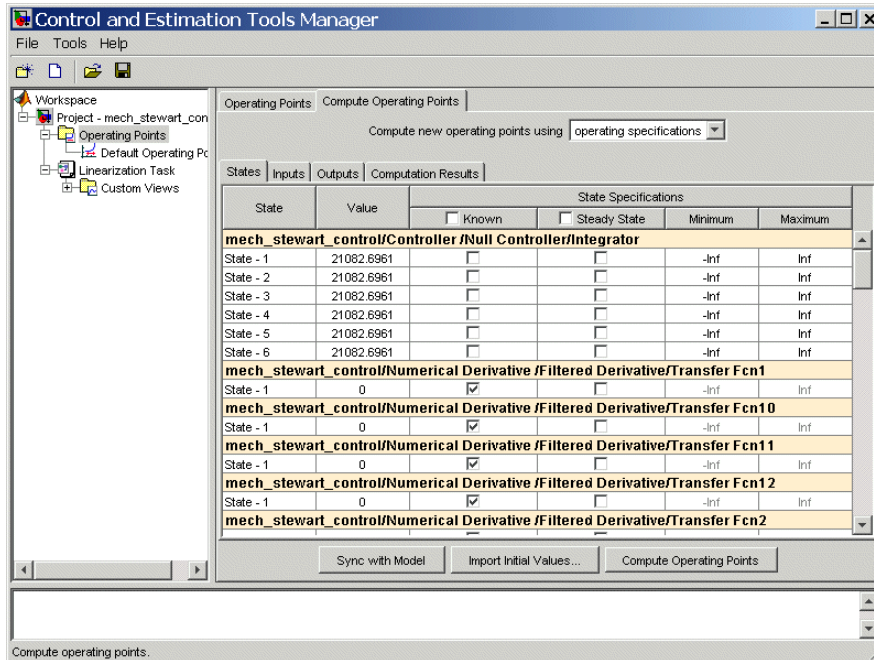 Control and Estimation Tools Manager
File Tools Help
Workspace
Project - mech_stewart_con
Operating Points
Default Operating Po
Linearization Task
Custom Views
Operating Points Compute Operating Points
Compute new operating points using operating specifications
States Inputs Outputs Computation Results
State Value State Specifications
Known Steady State Minimum Maximum
mech_stewart_control/Controller /Null Controller/Integrator
State - 1 21082.6961 -Inf Inf
State - 2 21082.6961 -Inf Inf
State - 3 21082.6961 -Inf Inf
State - 4 21082.6961 -Inf Inf
State - 5 21082.6961 -Inf Inf
State - 6 21082.6961 -Inf Inf
mech_stewart_control/Numerical Derivative /Filtered Derivative/Transfer Fcn1
State - 1 0 -Inf Inf
mech_stewart_control/Numerical Derivative /Filtered Derivative/Transfer Fcn10
State - 1 0 -Inf Inf
mech_stewart_control/Numerical Derivative /Filtered Derivative/Transfer Fcn11
State - 1 0 -Inf Inf
mech_stewart_control/Numerical Derivative /Filtered Derivative/Transfer Fcn12
State - 1 0 -Inf Inf
mech_stewart_control/Numerical Derivative /Filtered Derivative/Transfer Fcn2
Sync with Model Import Initial Values... Compute Operating Points
Compute operating points.